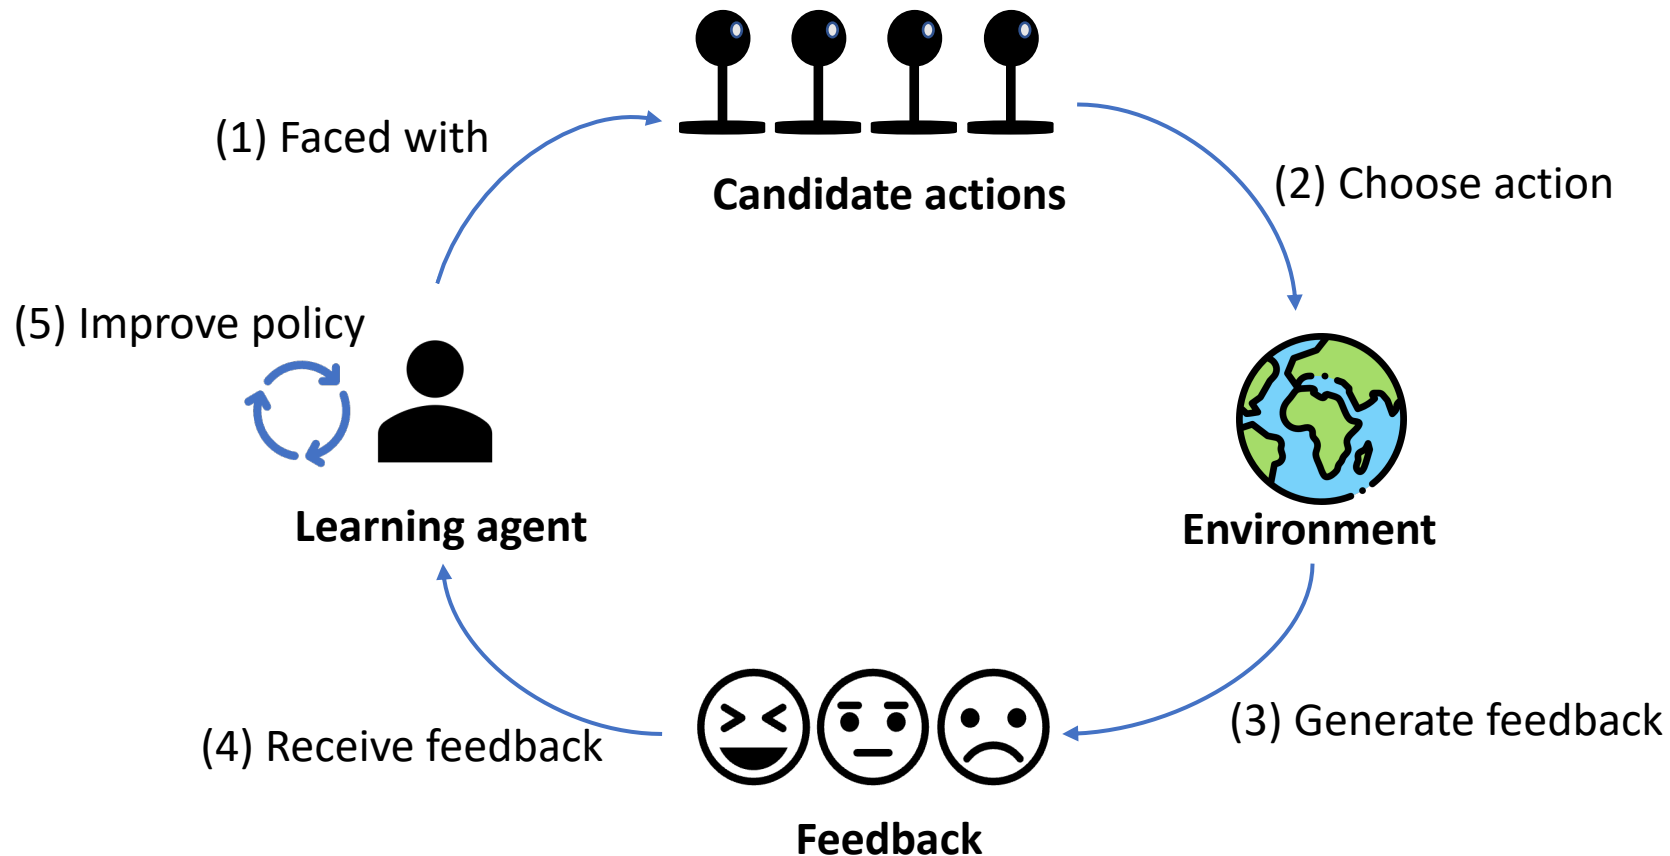 (1) Faced with
Candidate actions
(2) Choose action
(5) Improve policy
Learning agent
Environment
(3) Generate feedback
(4) Receive feedback
Feedback